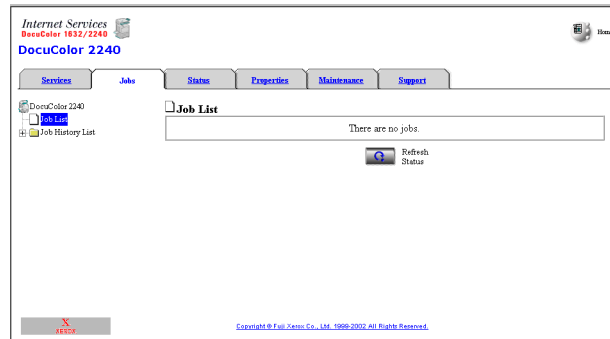 Internet Services
DocuColor 1632/2240
DocuColor 2240
Services Jobs Status Properties Maintenance Support
DocuColor 2240
Job List
Job History List
Job List
There are no jobs.
Refresh
Status
X
XEROX
Copyright © Fuji Xerox Co., Ltd. 1999-2002 All Rights Reserved.